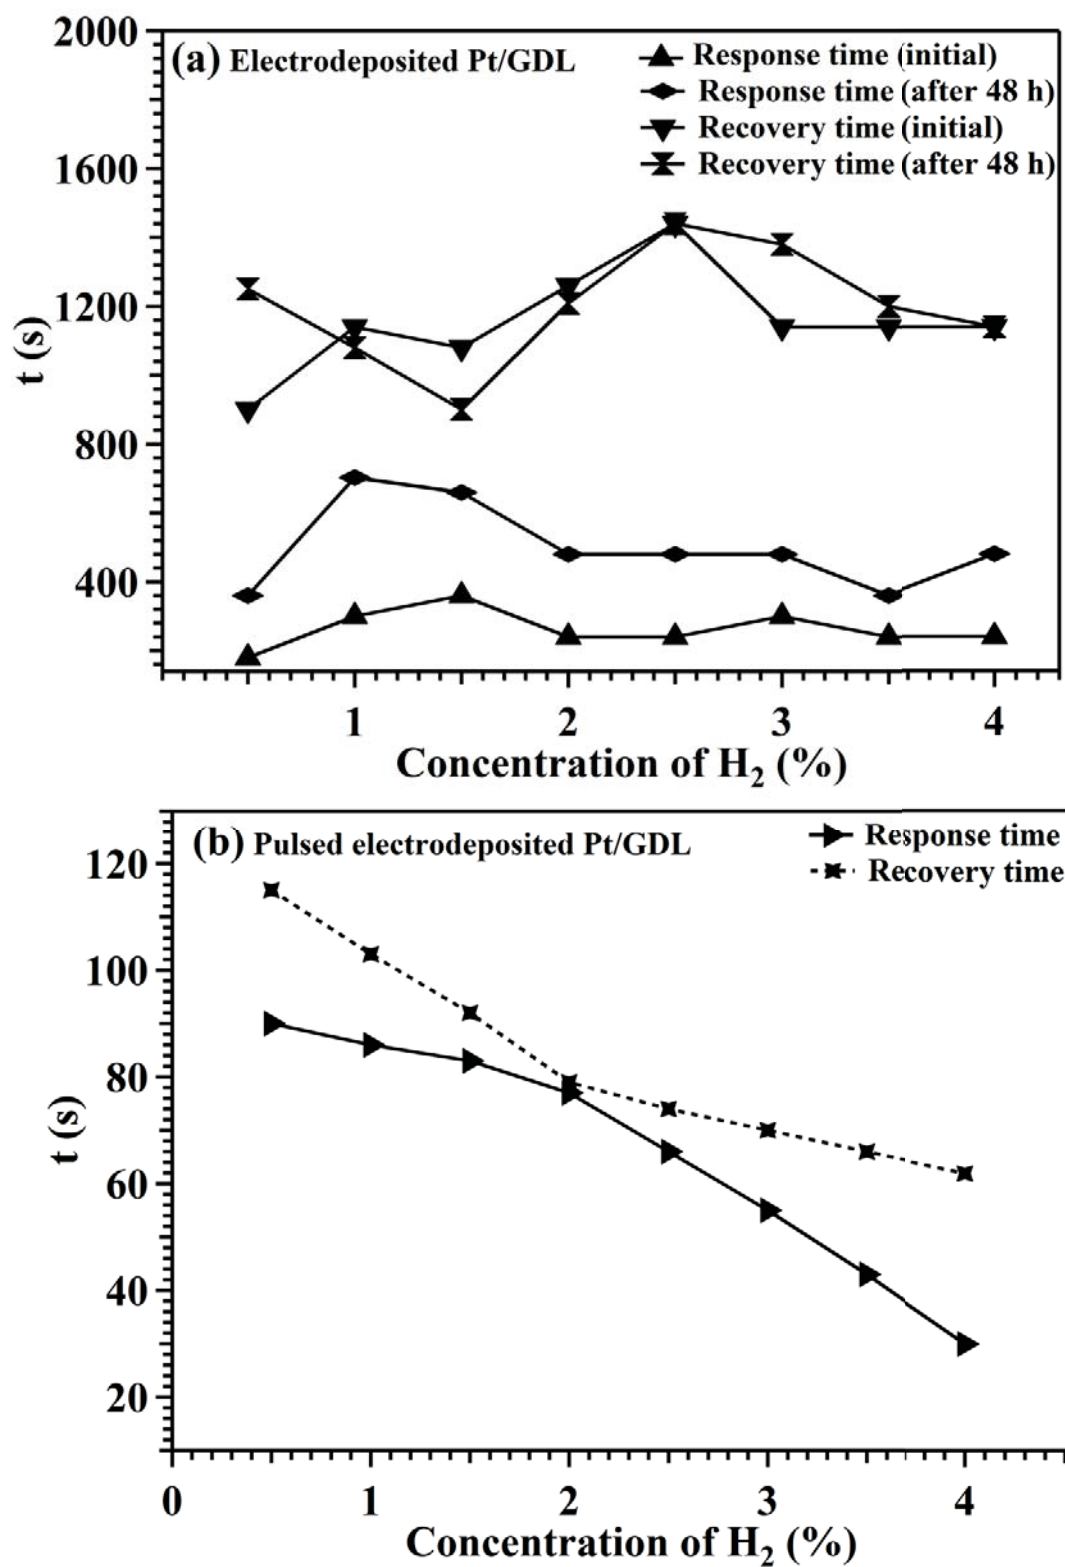 2000
(a) Electrodeposited Pt/GDL
Response time (initial)
Response time (after 48 h)
Recovery time (initial)
Recovery time (after 48 h)
1600
1200
800
400
t (s)
1 2 3 4
Concentration of H₂ (%)
(b) Pulsed electrodeposited Pt/GDL
Response time
Recovery time
120
100
80
60
40
20
t (s)
0 1 2 3 4
Concentration of H₂ (%)